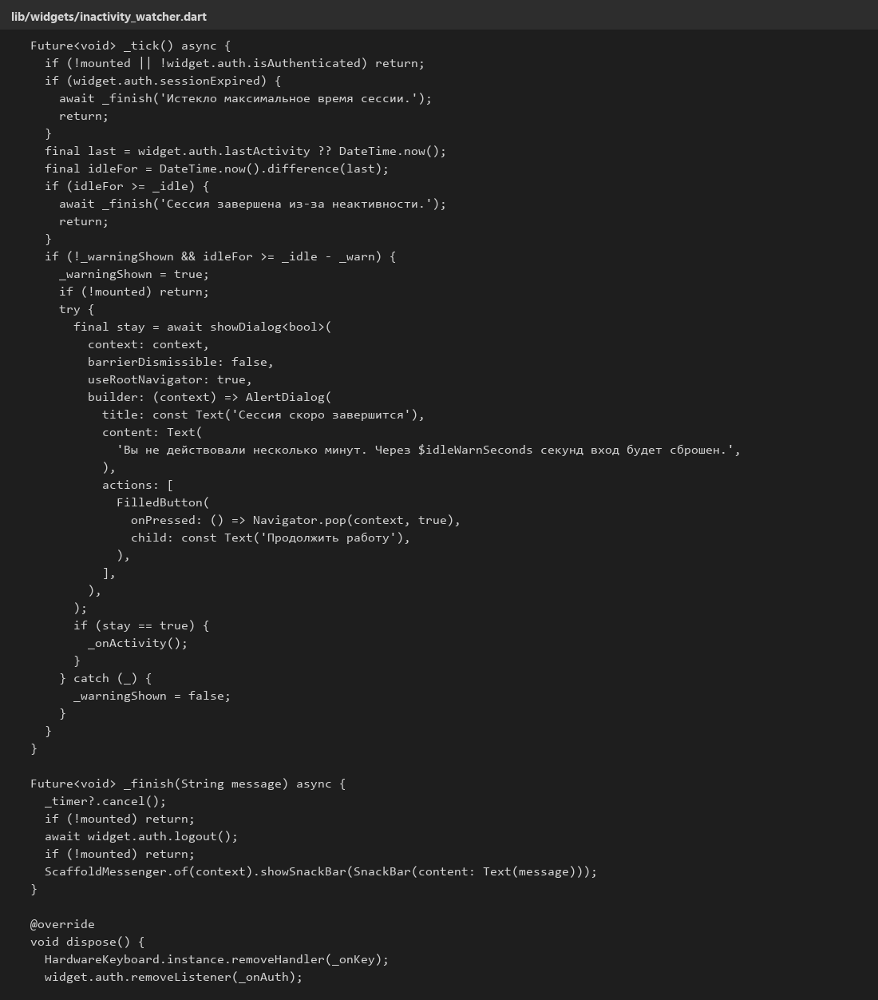 lib/widgets/inactivity_watcher.dart
Future<void> _tick() async {
  if (!mounted || !widget.auth.isAuthenticated) return;
  if (widget.auth.sessionExpired) {
    await _finish('Истекло максимальное время сессии.');
    return;
  }
  final last = widget.auth.lastActivity ?? DateTime.now();
  final idleFor = DateTime.now().difference(last);
  if (idleFor >= _idle) {
    await _finish('Сессия завершена из-за неактивности.');
    return;
  }
  if (!_warningShown && idleFor >= _idle - _warn) {
    _warningShown = true;
    if (!mounted) return;
    try {
      final stay = await showDialog<bool>(
        context: context,
        barrierDismissible: false,
        useRootNavigator: true,
        builder: (context) => AlertDialog(
          title: const Text('Сессия скоро завершится'),
          content: Text(
            'Вы не действовали несколько минут. Через $idleWarnSeconds секунд вход будет сброшен.',
          ),
          actions: [
            FilledButton(
              onPressed: () => Navigator.pop(context, true),
              child: const Text('Продолжить работу'),
            ),
          ],
        ),
      );
      if (stay == true) {
        _onActivity();
      }
    } catch (_) {
      _warningShown = false;
    }
  }
}

Future<void> _finish(String message) async {
  _timer?.cancel();
  if (!mounted) return;
  await widget.auth.logout();
  if (!mounted) return;
  ScaffoldMessenger.of(context).showSnackBar(SnackBar(content: Text(message)));
}

@override
void dispose() {
  HardwareKeyboard.instance.removeHandler(_onKey);
  widget.auth.removeListener(_onAuth);